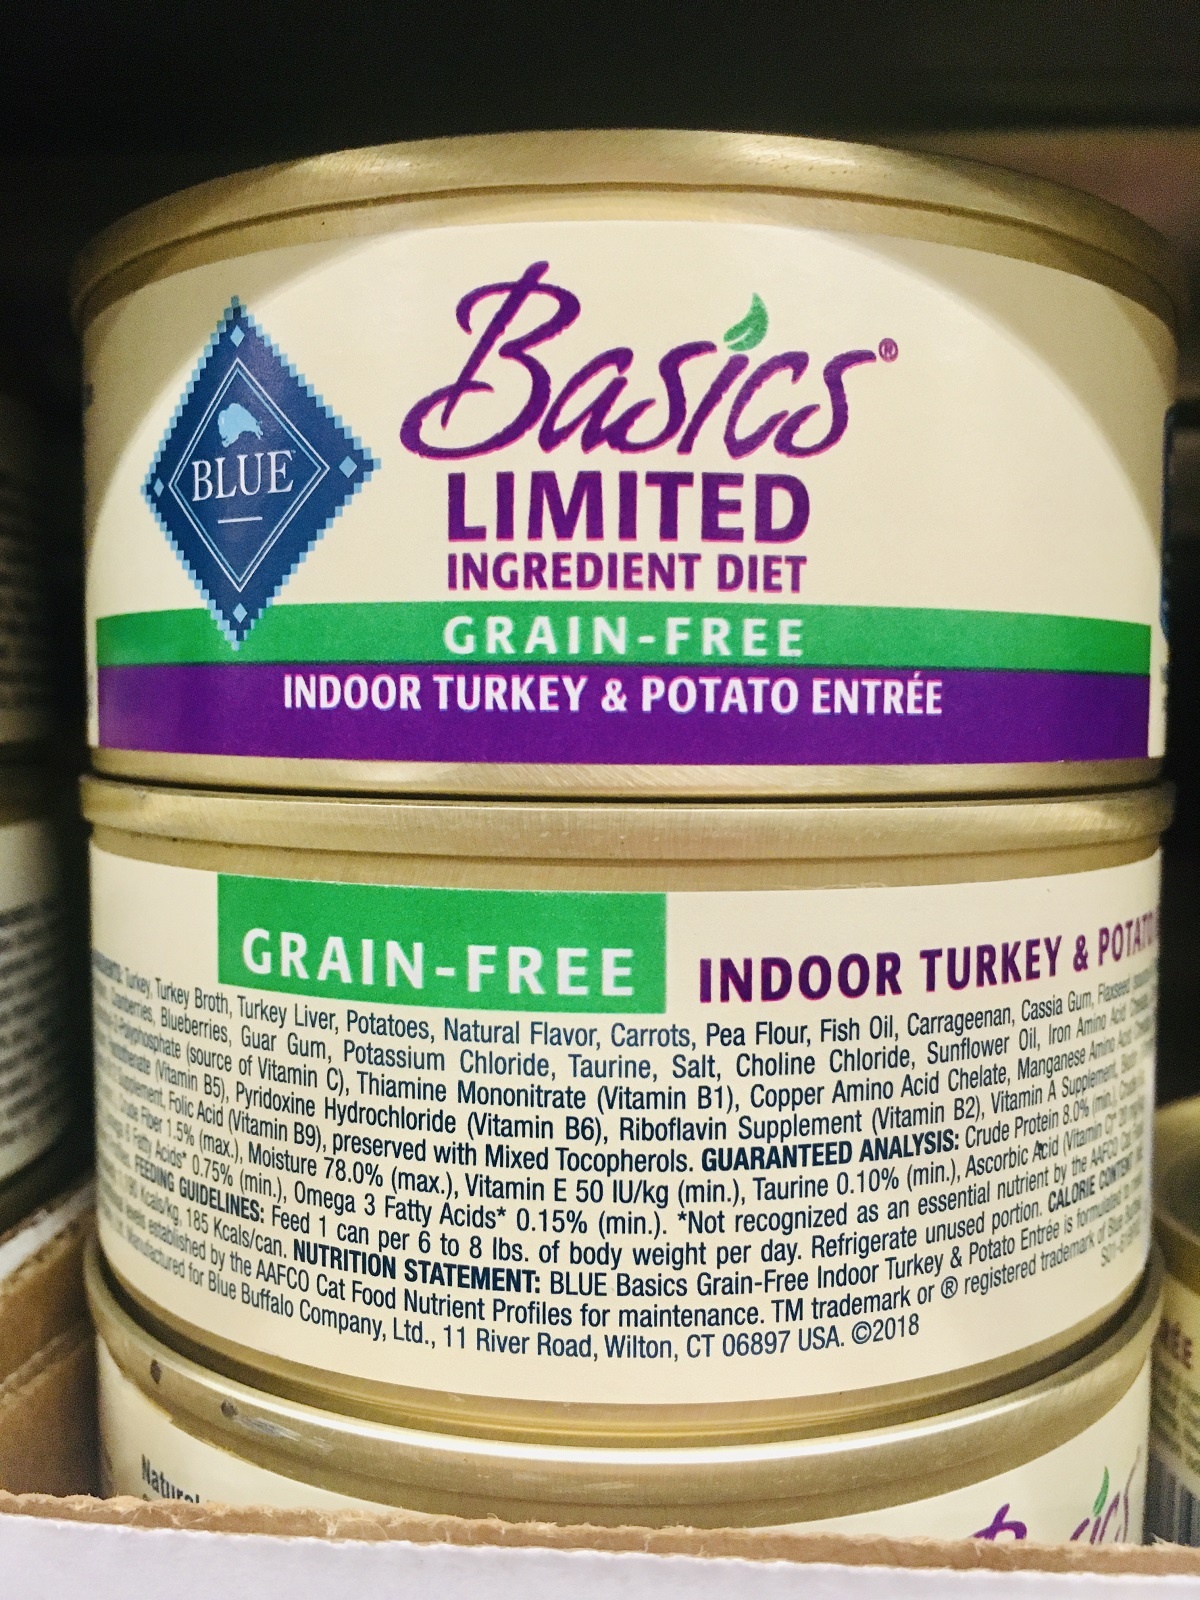 Basics®
BLUE
LIMITED
INGREDIENT DIET
GRAIN-FREE
INDOOR TURKEY & POTATO ENTRÉE
GRAIN-FREE
INDOOR TURKEY & POTATO
Turkey, Turkey Broth, Turkey Liver, Potatoes, Natural Flavor, Carrots, Pea Flour, Fish Oil, Carrageenan, Cassia Gum, Flaxseed
Cranberries, Blueberries, Guar Gum, Potassium Chloride, Taurine, Salt, Choline Chloride, Sunflower Oil, Iron Amino Acid
Polyphosphate (source of Vitamin C), Thiamine Mononitrate (Vitamin B1), Copper Amino Acid Chelate, Manganese Amino Acid
(Vitamin B5), Pyridoxine Hydrochloride (Vitamin B6), Riboflavin Supplement (Vitamin B2), Vitamin A Supplement,
Supplement, Folic Acid (Vitamin B9), preserved with Mixed Tocopherols. GUARANTEED ANALYSIS: Crude Protein 8.0% (min.),
Crude Fiber 1.5% (max.), Moisture 78.0% (max.), Vitamin E 50 IU/kg (min.), Taurine 0.10% (min.), Ascorbic Acid (Vitamin C)*
6 Fatty Acids* 0.75% (min.), Omega 3 Fatty Acids* 0.15% (min.). *Not recognized as an essential nutrient by the AAFCO Cat
FEEDING GUIDELINES: Feed 1 can per 6 to 8 lbs. of body weight per day. Refrigerate unused portion. CALORIE CONTENT
Kcals/kg, 185 Kcals/can. NUTRITION STATEMENT: BLUE Basics Grain-Free Indoor Turkey & Potato Entrée is formulated
levels established by the AAFCO Cat Food Nutrient Profiles for maintenance. TM trademark or ® registered trademark of Blue
Manufactured for Blue Buffalo Company, Ltd., 11 River Road, Wilton, CT 06897 USA. ©2018